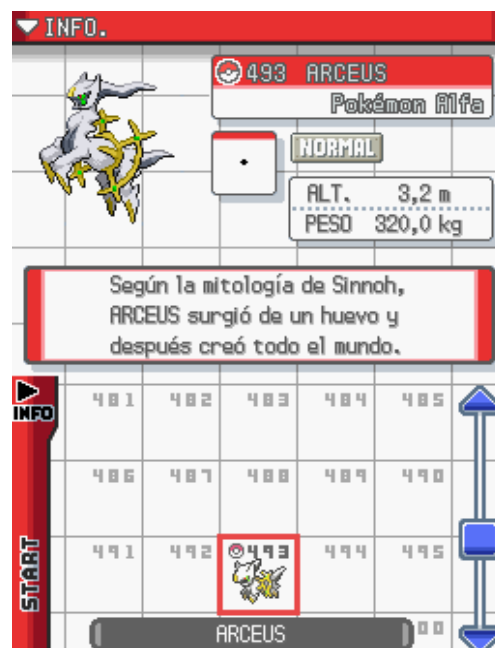 INFO.
493 ARCEUS
Pokémon Alfa
NORMAL
ALT. 3,2 m
PESO 320,0 kg
Según la mitología de Sinnoh,
ARCEUS surgió de un huevo y
después creó todo el mundo.
INFO
481 482 483 484 485
486 487 488 489 490
491 492 493 494 495
START
ARCEUS
00